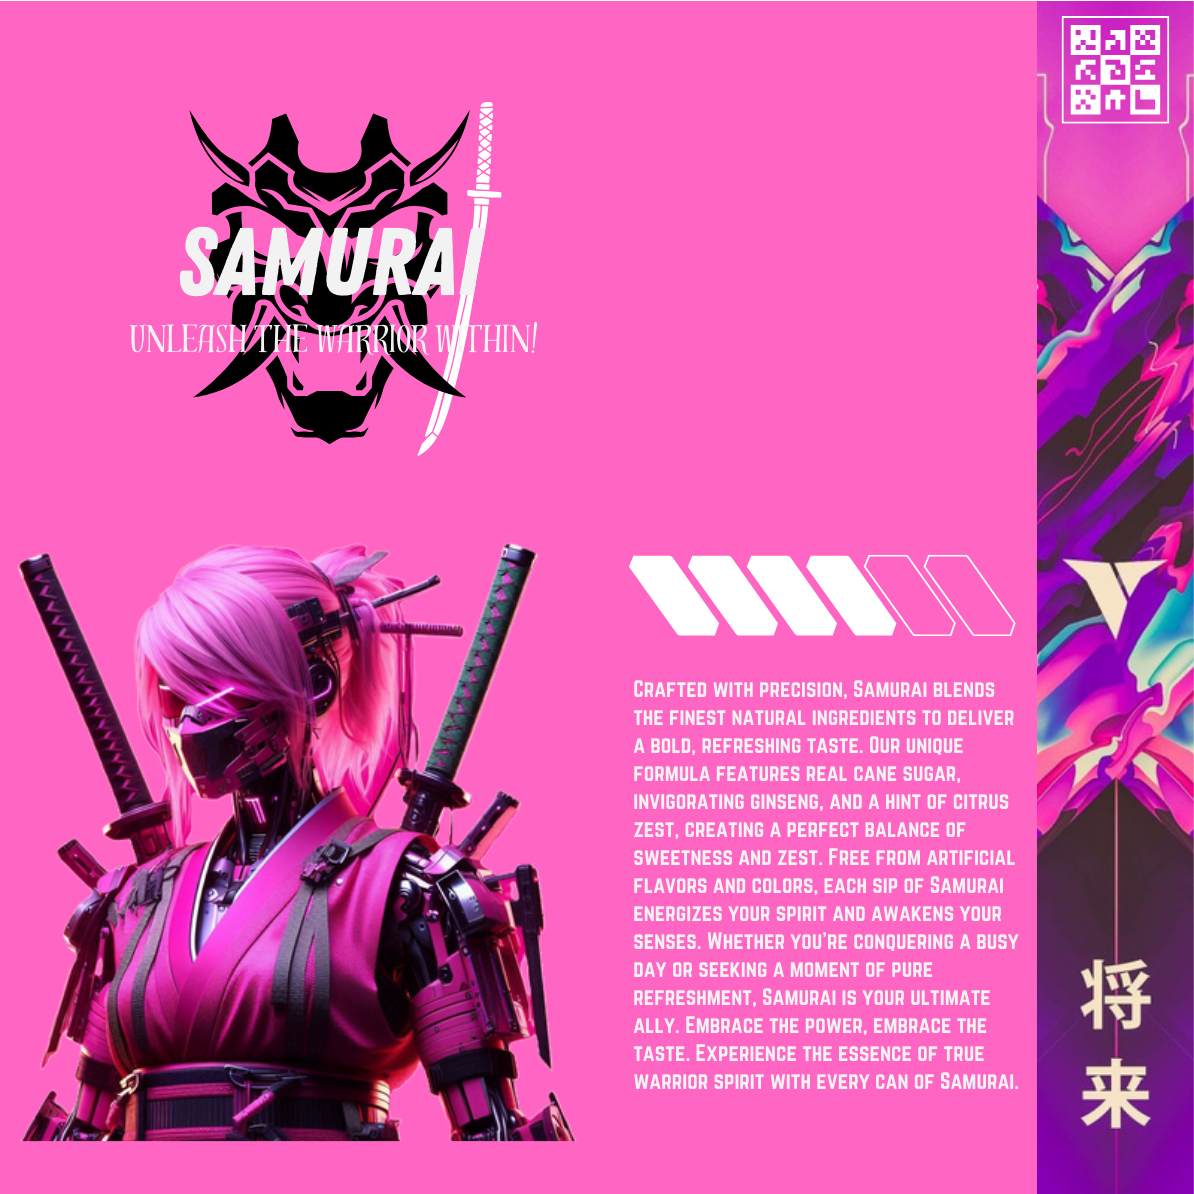 SAMURAI
UNLEASH THE WARRIOR WITHIN!
Crafted with precision, Samurai blends
the finest natural ingredients to deliver
a bold, refreshing taste. Our unique
formula features real cane sugar,
invigorating ginseng, and a hint of citrus
zest, creating a perfect balance of
sweetness and zest. Free from artificial
flavors and colors, each sip of Samurai
energizes your spirit and awakens your
senses. Whether you're conquering a busy
day or seeking a moment of pure
refreshment, Samurai is your ultimate
ally. Embrace the power, embrace the
taste. Experience the essence of true
warrior spirit with every can of Samurai.
将
来